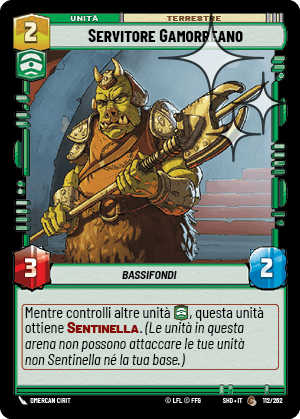 UNITÀ
TERRESTRE
2
SERVITORE GAMORREANO
3
BASSIFONDI
2
Mentre controlli altre unità , questa unità
ottiene SENTINELLA. (Le unità in questa
arena non possono attaccare le tue unità
non Sentinella né la tua base.)
OMERCAN CIRIT
© LFL © FFG
SHD • IT
112/262